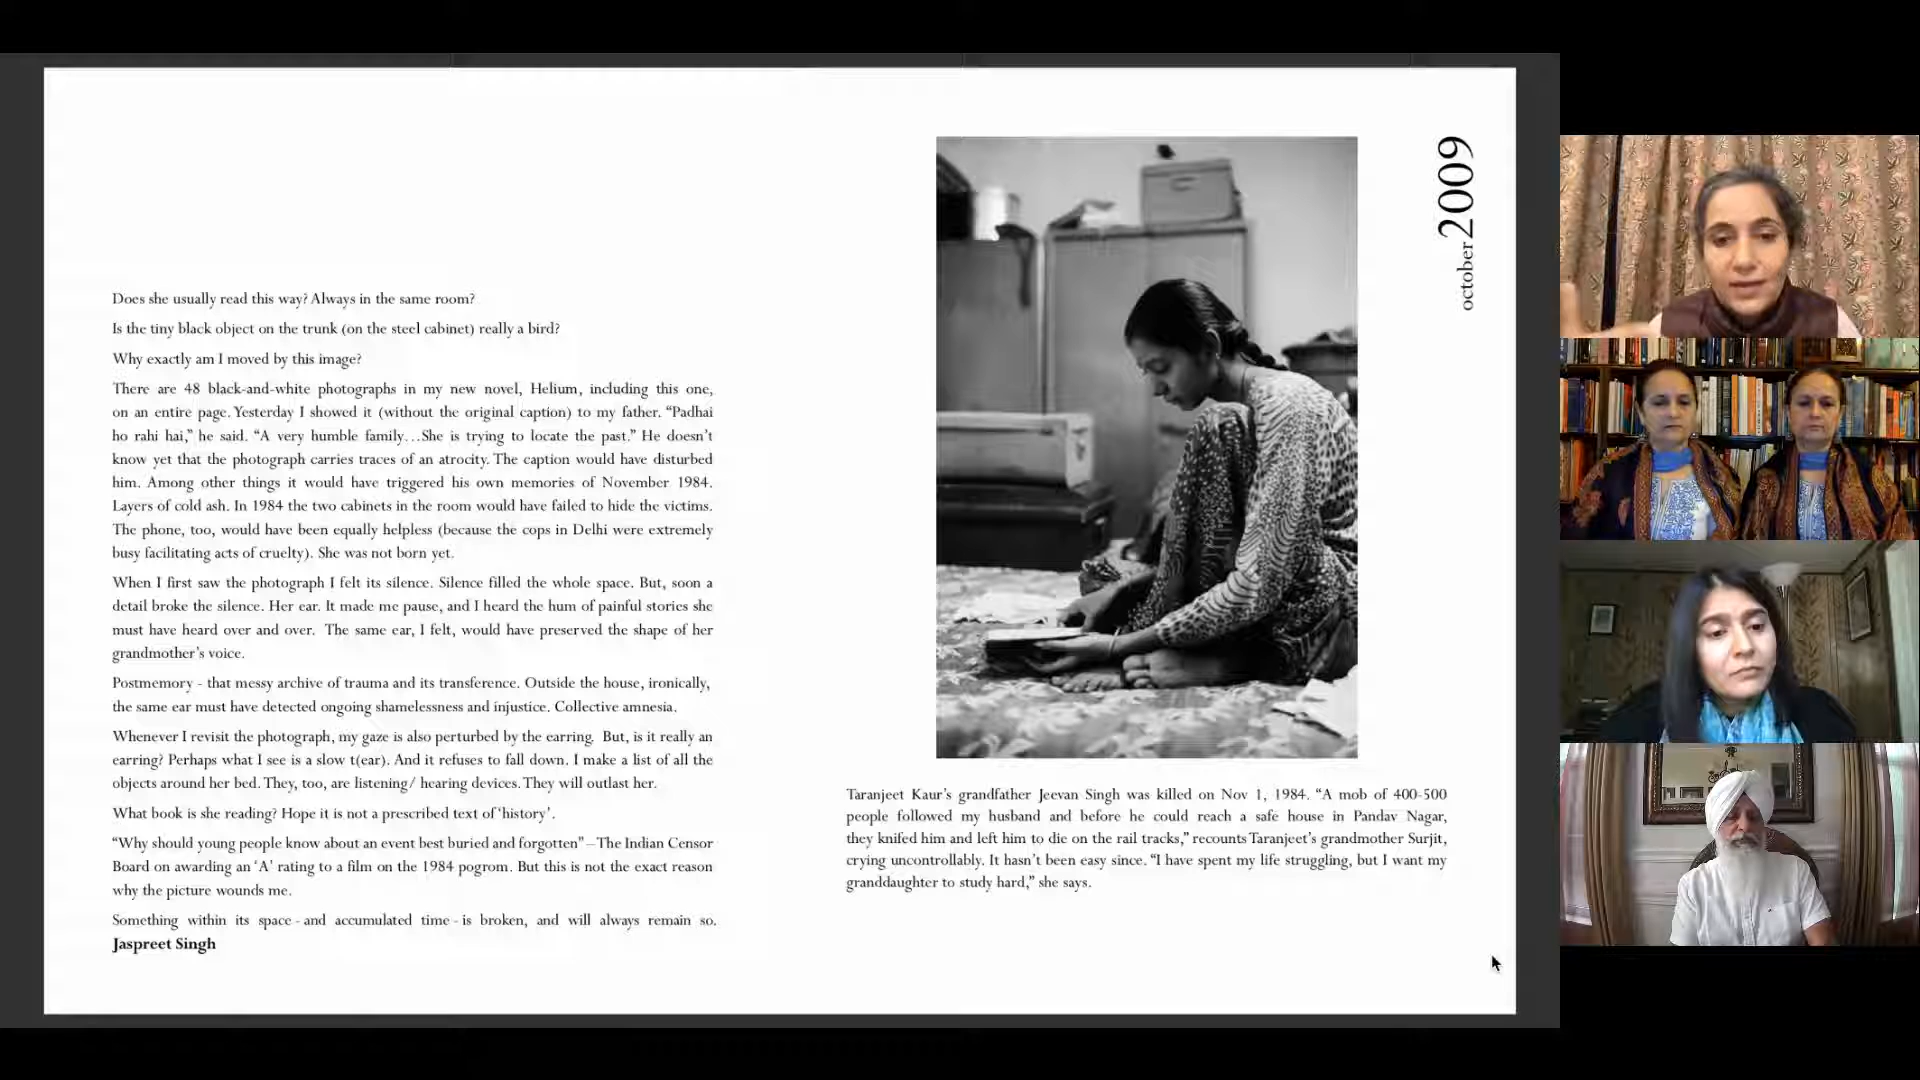 Does she usually read this way? Always in the same room?
Is the tiny black object on the trunk (on the steel cabinet) really a bird?
Why exactly am I moved by this image?
There are 48 black-and-white photographs in my new novel, Helium, including this one,
on an entire page. Yesterday I showed it (without the original caption) to my father. “Padhai
ho rahi hai,” he said. “A very humble family…She is trying to locate the past.” He doesn’t
know yet that the photograph carries traces of an atrocity. The caption would have disturbed
him. Among other things it would have triggered his own memories of November 1984.
Layers of cold ash. In 1984 the two cabinets in the room would have failed to hide the victims.
The phone, too, would have been equally helpless (because the cops in Delhi were extremely
busy facilitating acts of cruelty). She was not born yet.
When I first saw the photograph I felt its silence. Silence filled the whole space. But, soon a
detail broke the silence. Her ear. It made me pause, and I heard the hum of painful stories she
must have heard over and over. The same ear, I felt, would have preserved the shape of her
grandmother’s voice.
Postmemory - that messy archive of trauma and its transference. Outside the house, ironically,
the same ear must have detected ongoing shamelessness and injustice. Collective amnesia.
Whenever I revisit the photograph, my gaze is also perturbed by the earring. But, is it really an
earring? Perhaps what I see is a slow t(ear). And it refuses to fall down. I make a list of all the
objects around her bed. They, too, are listening/ hearing devices. They will outlast her.
What book is she reading? Hope it is not a prescribed text of ‘history’.
“Why should young people know about an event best buried and forgotten” – The Indian Censor
Board on awarding an ‘A’ rating to a film on the 1984 pogrom. But this is not the exact reason
why the picture wounds me.
Something within its space - and accumulated time - is broken, and will always remain so.
Jaspreet Singh
october 2009
Taranjeet Kaur’s grandfather Jeevan Singh was killed on Nov 1, 1984. “A mob of 400-500
people followed my husband and before he could reach a safe house in Pandav Nagar,
they knifed him and left him to die on the rail tracks,” recounts Taranjeet’s grandmother Surjit,
crying uncontrollably. It hasn’t been easy since. “I have spent my life struggling, but I want my
granddaughter to study hard,” she says.